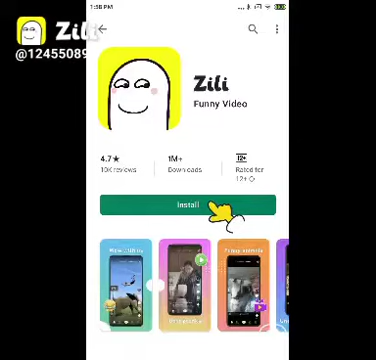 1:58 PM
Zili
@12455089
Zili
Funny Video
4.7★
1M+
12+
10K reviews
Downloads
Rated for
12+
Install